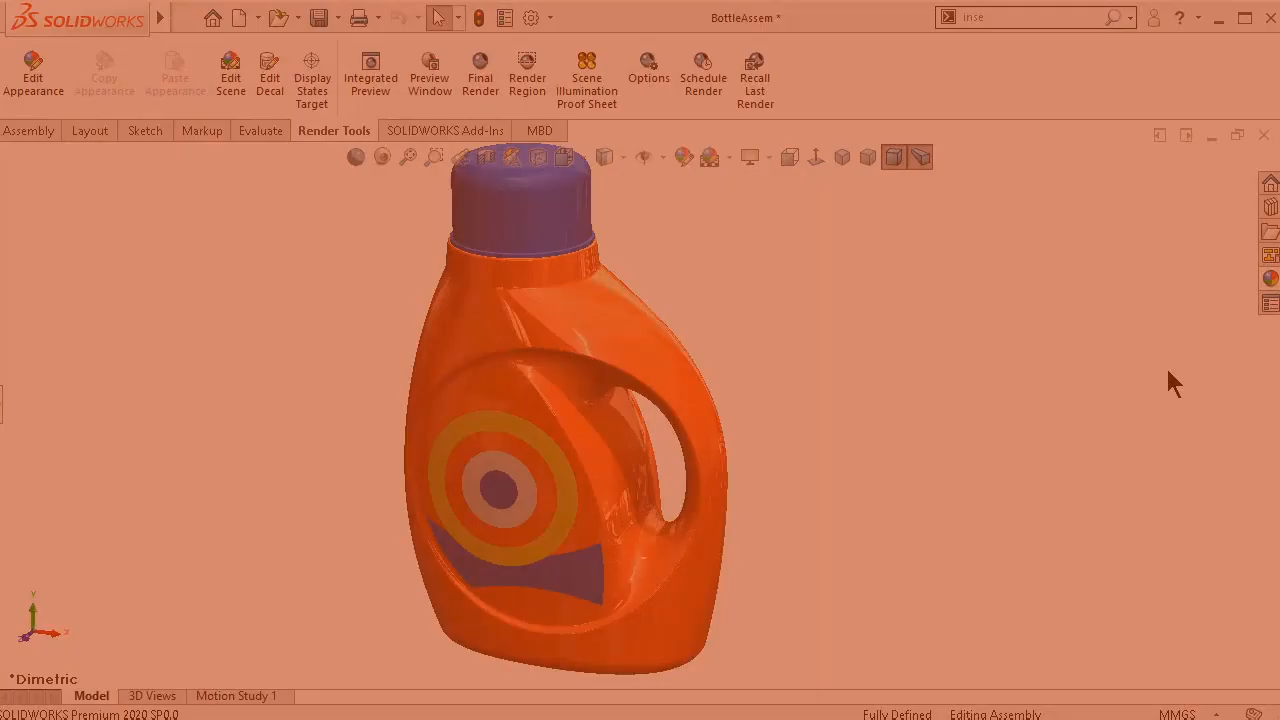 SOLIDWORKS
BottleAssem *
inse
Edit Appearance
Copy Appearance
Paste Appearance
Edit Scene
Edit Decal
Display States Target
Integrated Preview
Preview Window
Final Render
Render Region
Scene Illumination Proof Sheet
Options
Schedule Render
Recall Last Render
Assembly Layout Sketch Markup Evaluate Render Tools SOLIDWORKS Add-Ins MBD
Y
X
Z
*Dimetric
Model 3D Views Motion Study 1
SOLIDWORKS Premium 2020 SP0.0 Fully Defined Editing Assembly MMGS